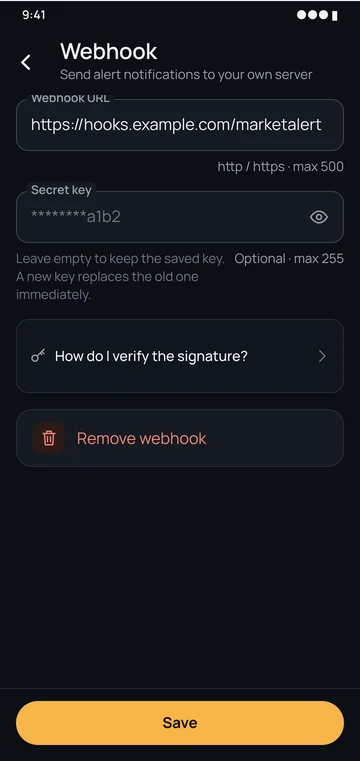 9:41
Webhook
Send alert notifications to your own server
Webhook URL
https://hooks.example.com/marketalert
http / https · max 500
Secret key
********a1b2
Leave empty to keep the saved key.
A new key replaces the old one
immediately.
Optional · max 255
How do I verify the signature?
Remove webhook
Save